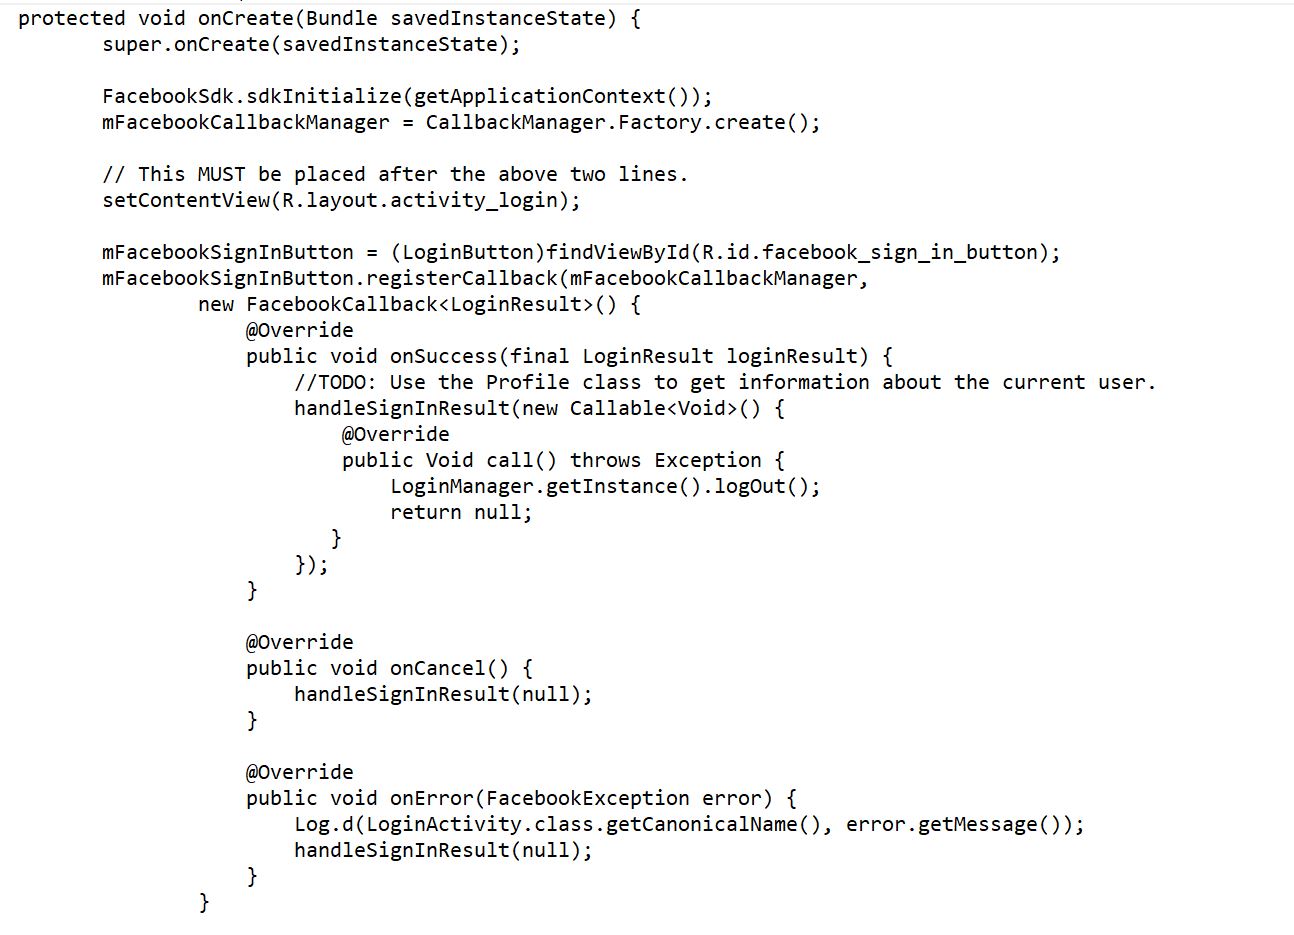 protected void onCreate(Bundle savedInstanceState) {
super.onCreate(savedInstanceState);
FacebookSdk.sdkInitialize(getApplicationContext());
mFacebookCallbackManager = CallbackManager.Factory.create();
// This MUST be placed after the above two lines.
setContentView(R.layout.activity_login);
mFacebookSignInButton = (LoginButton)findViewById(R.id.facebook_sign_in_button);
mFacebookSignInButton.registerCallback(mFacebookCallbackManager,
new FacebookCallback<LoginResult>() {
@Override
public void onSuccess(final LoginResult loginResult) {
//TODO: Use the Profile class to get information about the current user.
handleSignInResult(new Callable<Void>() {
@Override
public Void call() throws Exception {
LoginManager.getInstance().logOut();
return null;
}
});
}
@Override
public void onCancel() {
handleSignInResult(null);
}
@Override
public void onError(FacebookException error) {
Log.d(LoginActivity.class.getCanonicalName(), error.getMessage());
handleSignInResult(null);
}
}